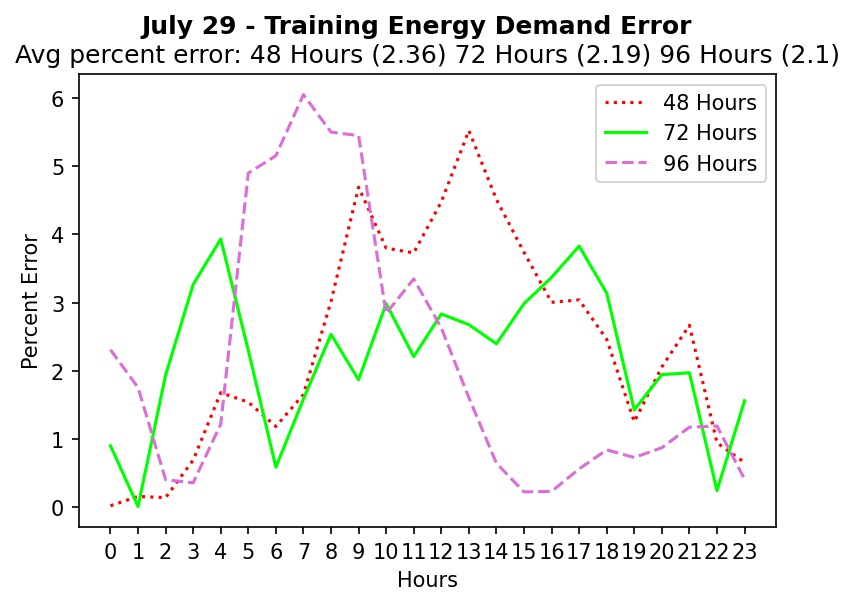 July 29 - Training Energy Demand Error
Avg percent error: 48 Hours (2.36) 72 Hours (2.19) 96 Hours (2.1)
48 Hours
72 Hours
96 Hours
Percent Error
6
5
4
3
2
1
0
0 1 2 3 4 5 6 7 8 9 10 11 12 13 14 15 16 17 18 19 20 21 22 23
Hours